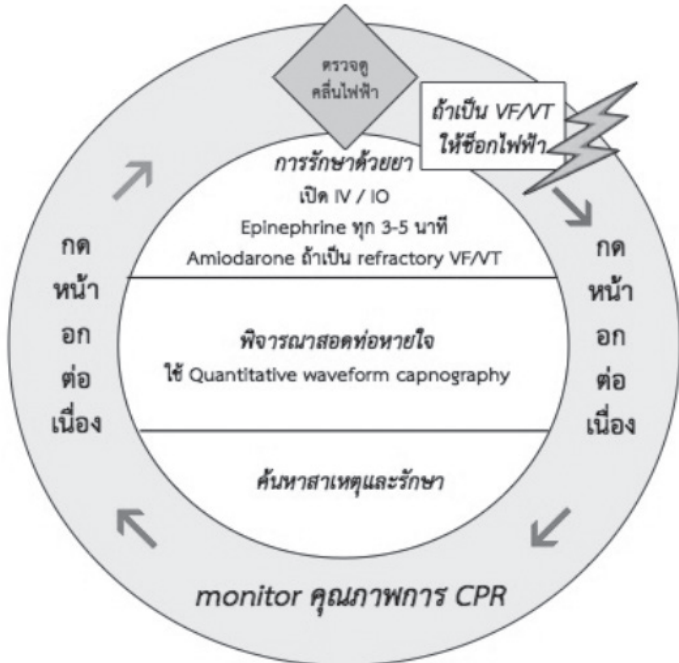 ตรวจดู
คลื่นไฟฟ้า
ถ้าเป็น VF/VT
ให้ช็อกไฟฟ้า
การรักษาด้วยยา
เปิด IV / IO
Epinephrine ทุก 3-5 นาที
Amiodarone ถ้าเป็น refractory VF/VT
กด
หน้า
อก
ต่อ
เนื่อง
พิจารณาสอดท่อหายใจ
ใช้ Quantitative waveform capnography
กด
หน้า
อก
ต่อ
เนื่อง
ค้นหาสาเหตุและรักษา
monitor คุณภาพการ CPR